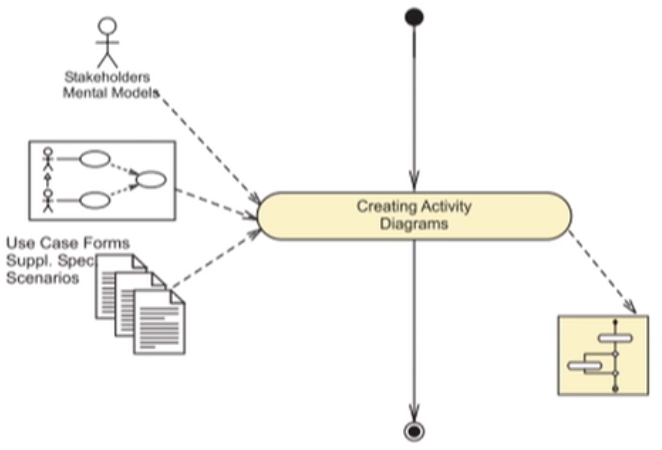 Stakeholders
Mental Models
Creating Activity
Diagrams
Use Case Forms
Suppl. Spec
Scenarios